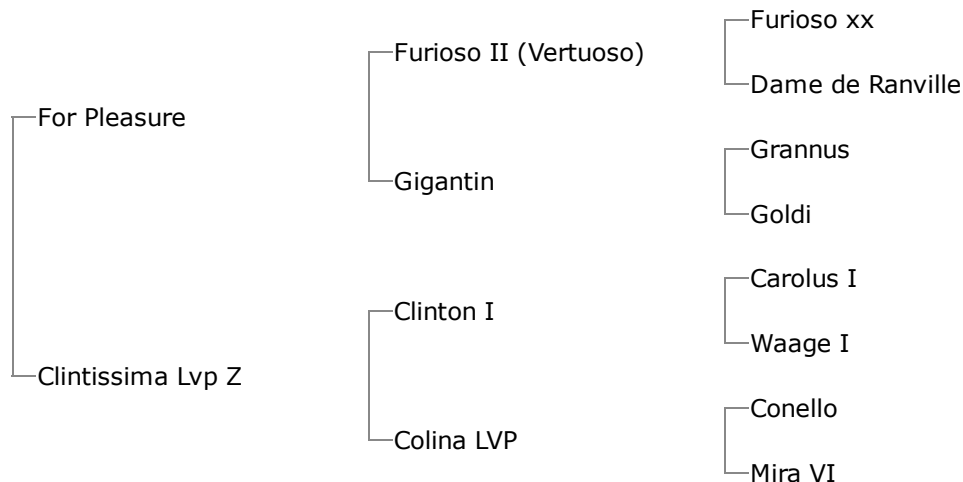 Furioso xx
Furioso II (Vertuoso)
Dame de Ranville
For Pleasure
Grannus
Gigantin
Goldi
Carolus I
Clinton I
Waage I
Clintissima Lvp Z
Conello
Colina LVP
Mira VI